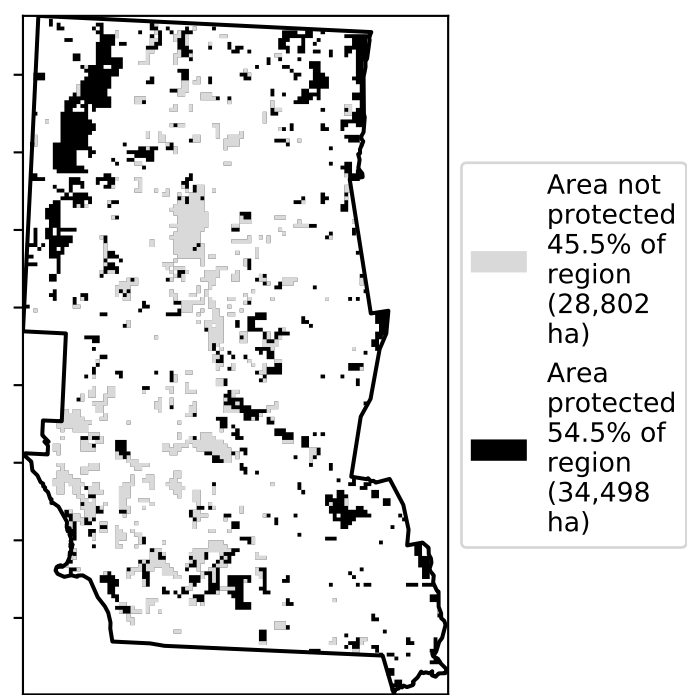 Area not
protected
45.5% of
region
(28,802
ha)
Area
protected
54.5% of
region
(34,498
ha)